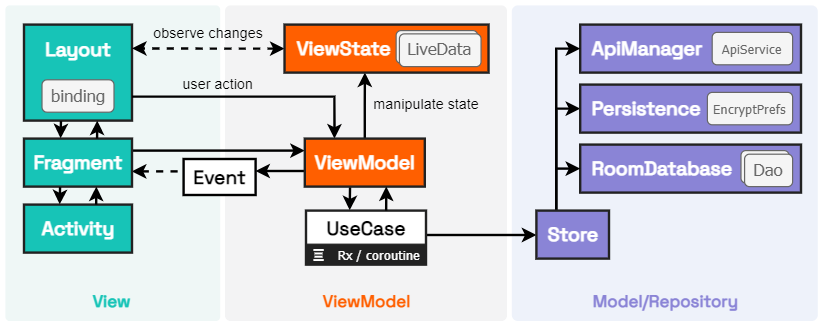 Layout
binding
Fragment
Activity
View
observe changes
user action
Event
ViewState
LiveData
manipulate state
ViewModel
UseCase
Rx / coroutine
ViewModel
ApiManager
ApiService
Persistence
EncryptPrefs
RoomDatabase
Dao
Store
Model/Repository